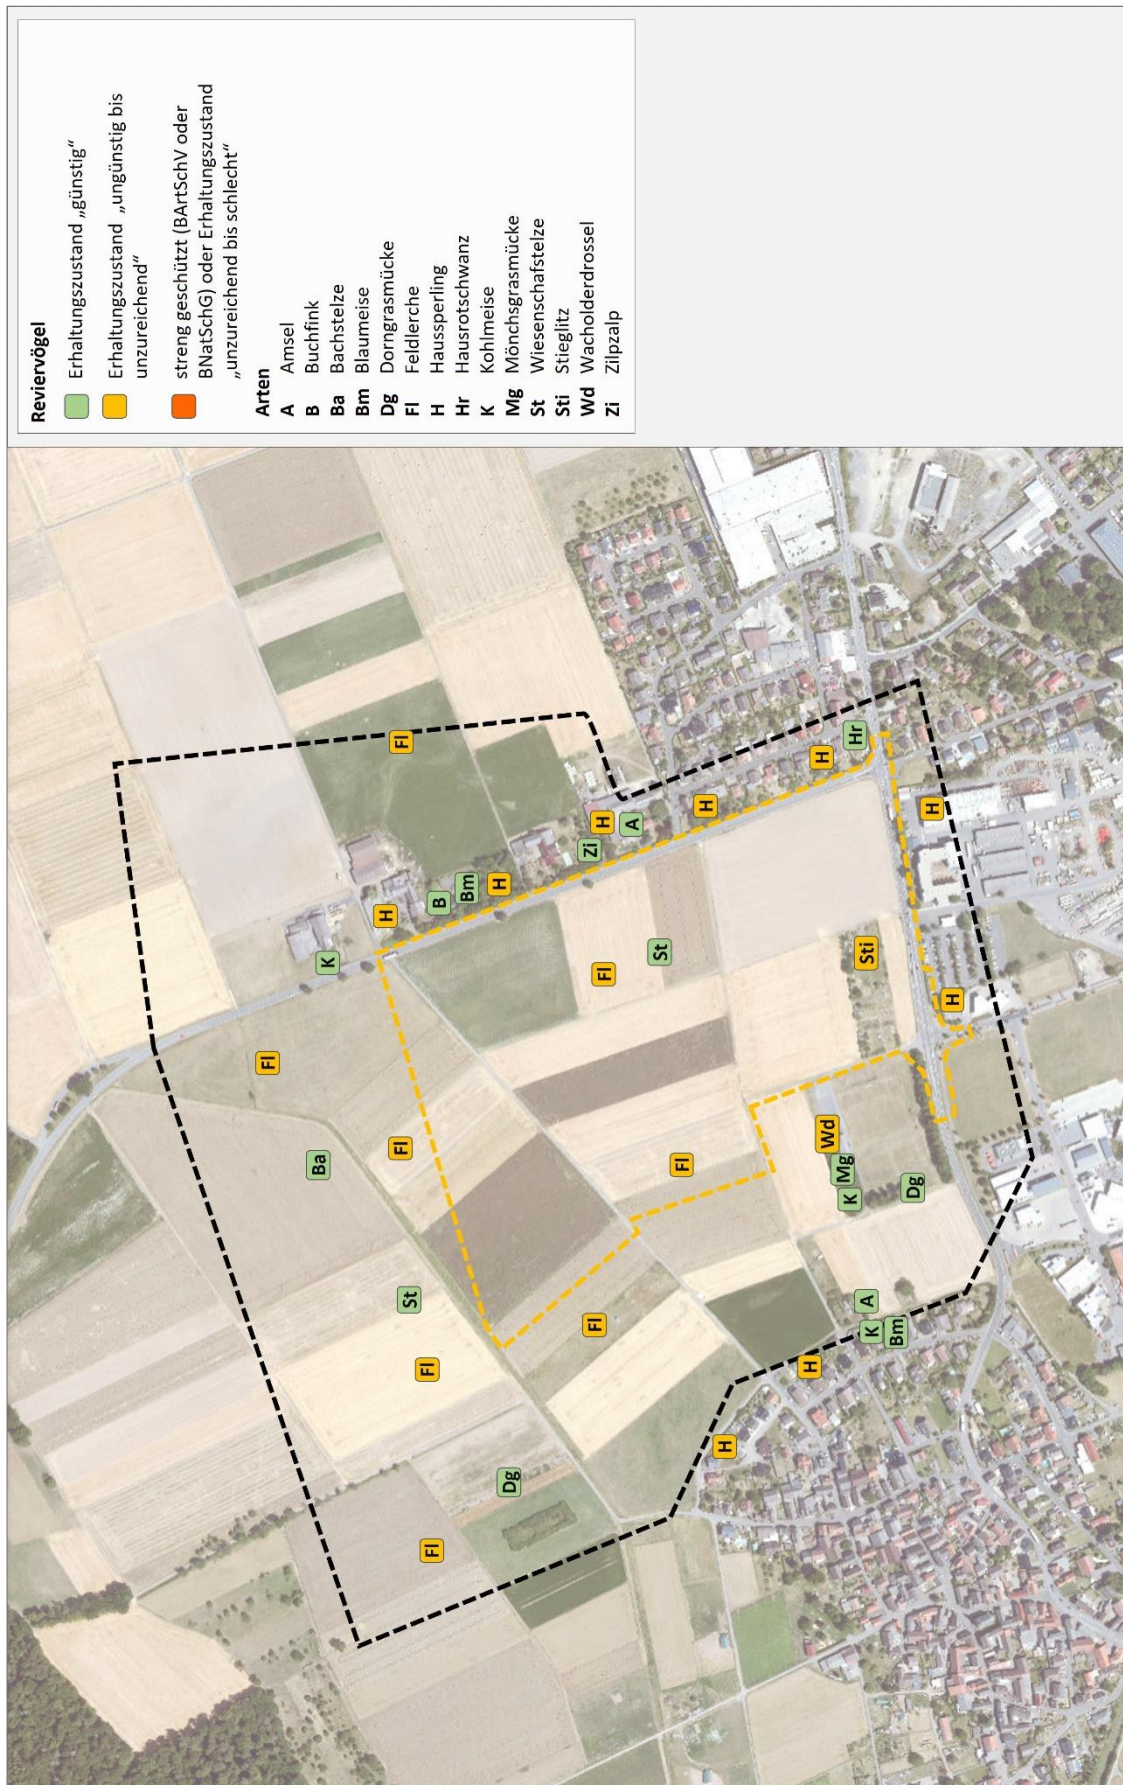 Reviervögel
Erhaltungszustand „günstig“
Erhaltungszustand „ungünstig bis
unzureichend“
streng geschützt (BArtSchV oder
BNatSchG) oder Erhaltungszustand
„unzureichend bis schlecht“
Arten
A Amsel
B Buchfink
Ba Bachstelze
Bm Blaumeise
Dg Dorngrasmücke
Fl Feldlerche
H Haussperling
Hr Hausrotschwanz
K Kohlmeise
Mg Mönchsgrasmücke
St Wiesenschafstelze
Sti Stieglitz
Wd Wacholderdrossel
Zi Zilpzalp
Fl
Ba
K
H
Fl
Fl
St
Fl
Fl
B
Bm
H
Dg
Zi
Fl
H
Fl
A
St
Fl
H
H
H
H
Wd
Mg
K
Hr
Sti
A
K
Bm
Dg
H
H